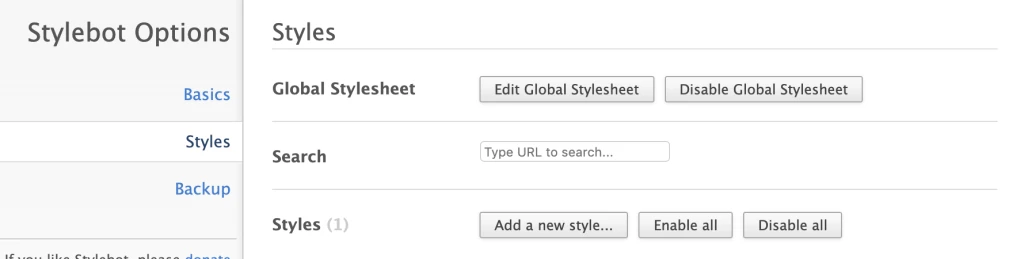 Stylebot Options
Basics
Styles
Backup
If you like Stylebot, please donate
Styles
Global Stylesheet Edit Global Stylesheet Disable Global Stylesheet
Search Type URL to search...
Styles (1) Add a new style... Enable all Disable all